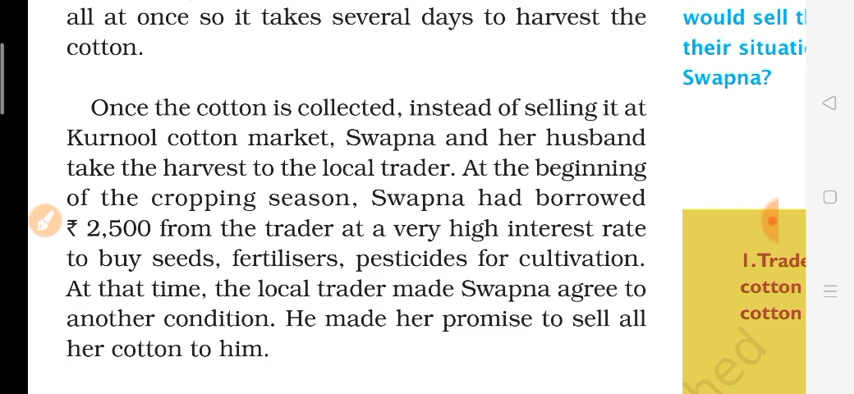 all at once so it takes several days to harvest the
cotton.
Once the cotton is collected, instead of selling it at
Kurnool cotton market, Swapna and her husband
take the harvest to the local trader. At the beginning
of the cropping season, Swapna had borrowed
₹ 2,500 from the trader at a very high interest rate
to buy seeds, fertilisers, pesticides for cultivation.
At that time, the local trader made Swapna agree to
another condition. He made her promise to sell all
her cotton to him.
would sell
their
Swapna?
1.
cotton
cotton